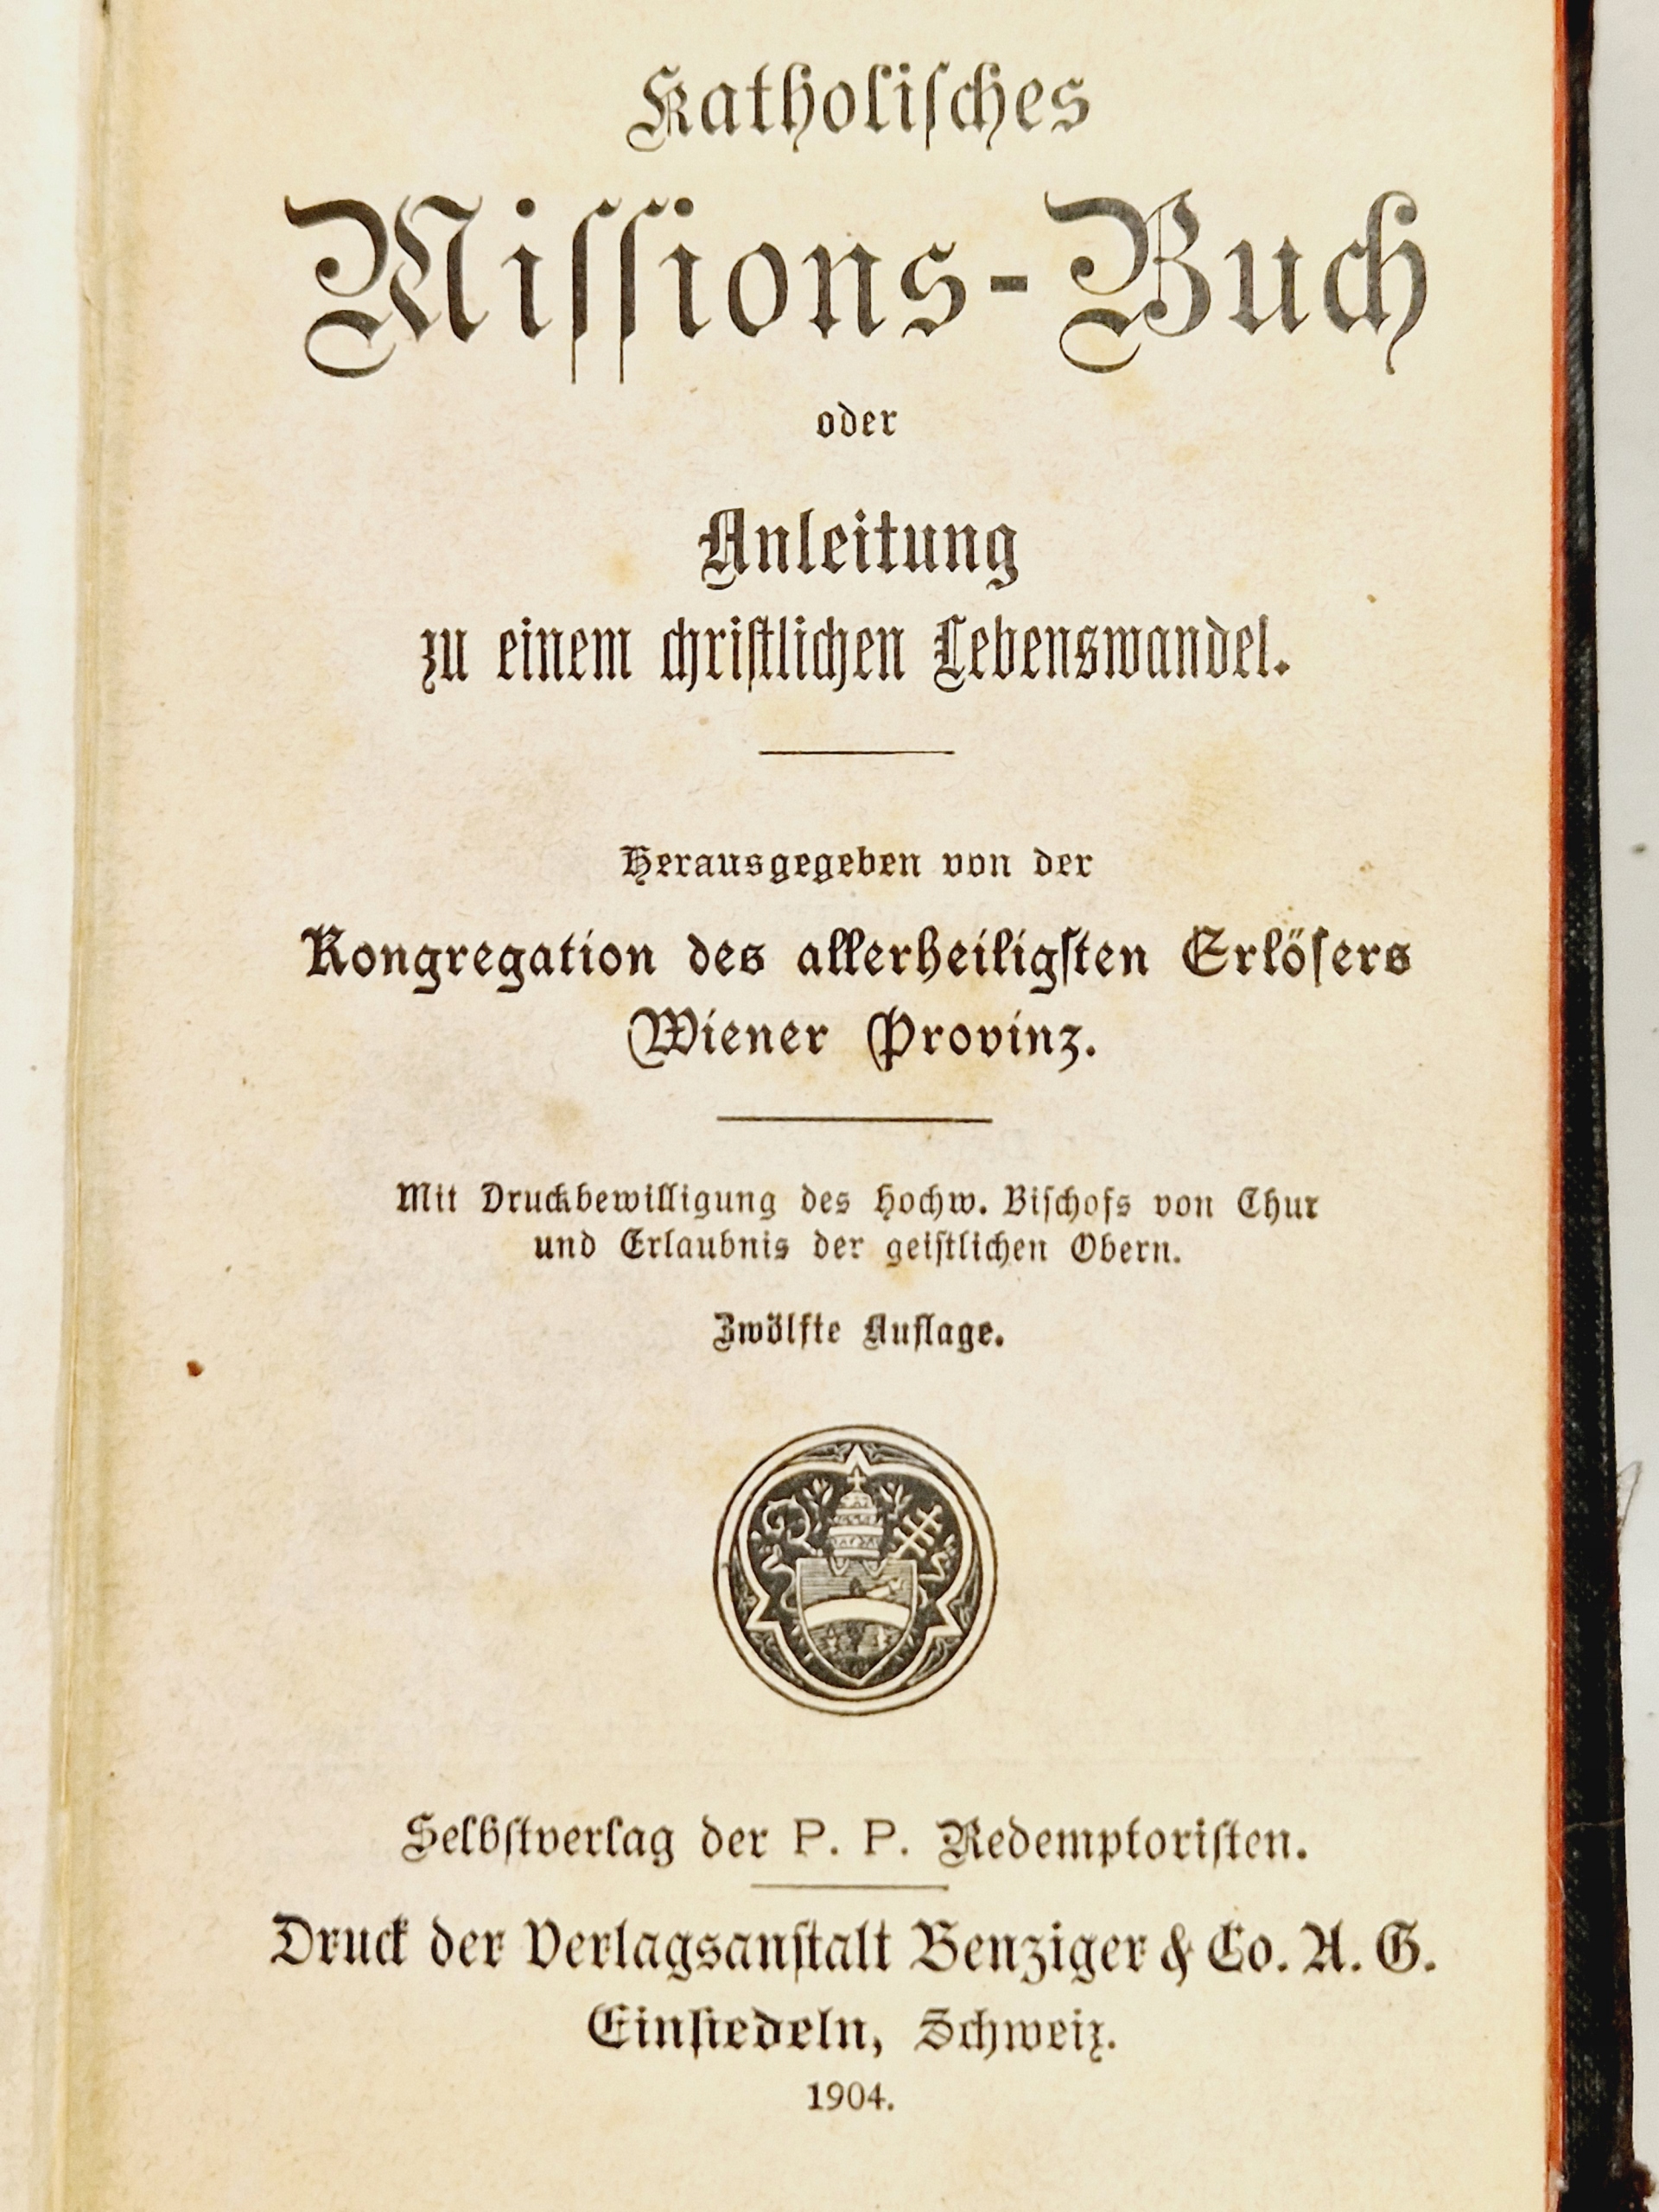 Katholisches
Missions-Buch
oder
Anleitung
zu einem christlichen Lebenswandel.
Herausgegeben von der
Kongregation des allerheiligsten Erlösers
Wiener Provinz.
Mit Druckbewilligung des Hochw. Bischofs von Chur
und Erlaubnis der geistlichen Obern.
Zwölfte Auflage.
Selbstverlag der P. P. Redemptoristen.
Druck der Verlagsanstalt Benziger & Co. A. G.
Einsiedeln, Schweiz.
1904.